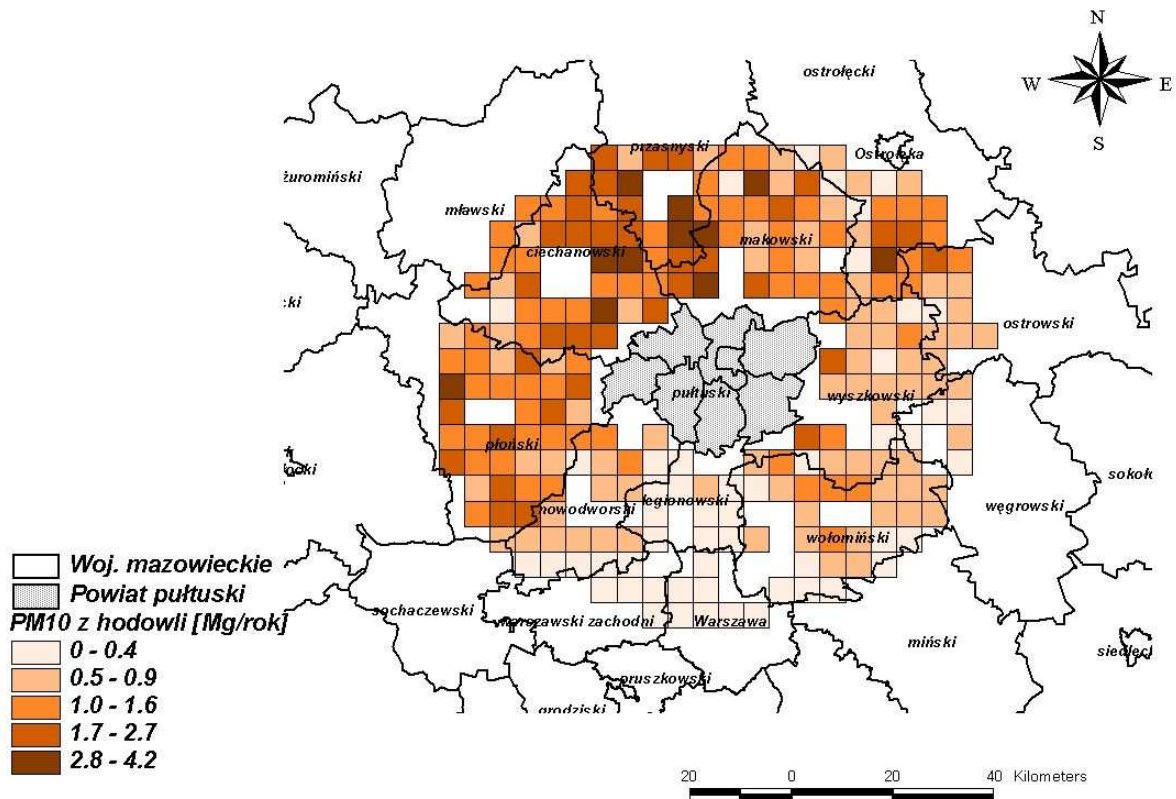 N
W E
S
ostrołęcki
przasnyski
Ostrołęka
żuromiński
mławski
ciechanowski
makowski
ostrowski
pułtuski
wyszkowski
płoński
sokoł
węgrowski
nowodworski
legionowski
wołomiński
sochaczewski
warszawski zachodni
Warszawa
miński
siedlęcki
pruszkowski
grodziski
Woj. mazowieckie
Powiat pułtuski
PM10 z hodowli [Mg/rok]
0 - 0.4
0.5 - 0.9
1.0 - 1.6
1.7 - 2.7
2.8 - 4.2
20 0 20 40 Kilometers